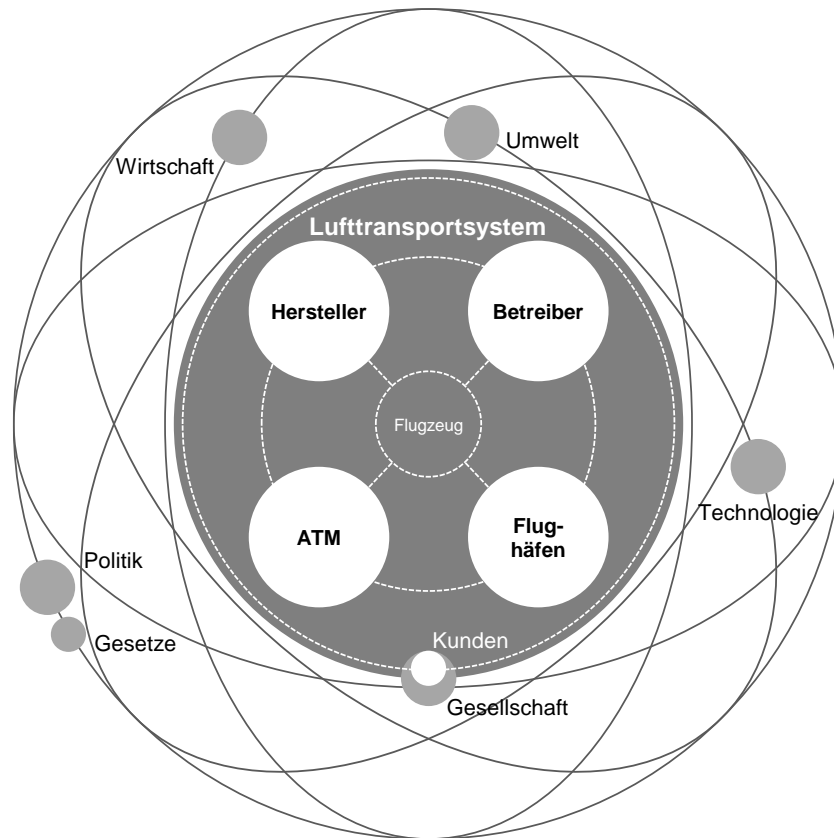 Umwelt
Wirtschaft
Lufttransportsystem
Hersteller
Betreiber
Flugzeug
Technologie
ATM
Flug-
häfen
Politik
Gesetze
Kunden
Gesellschaft